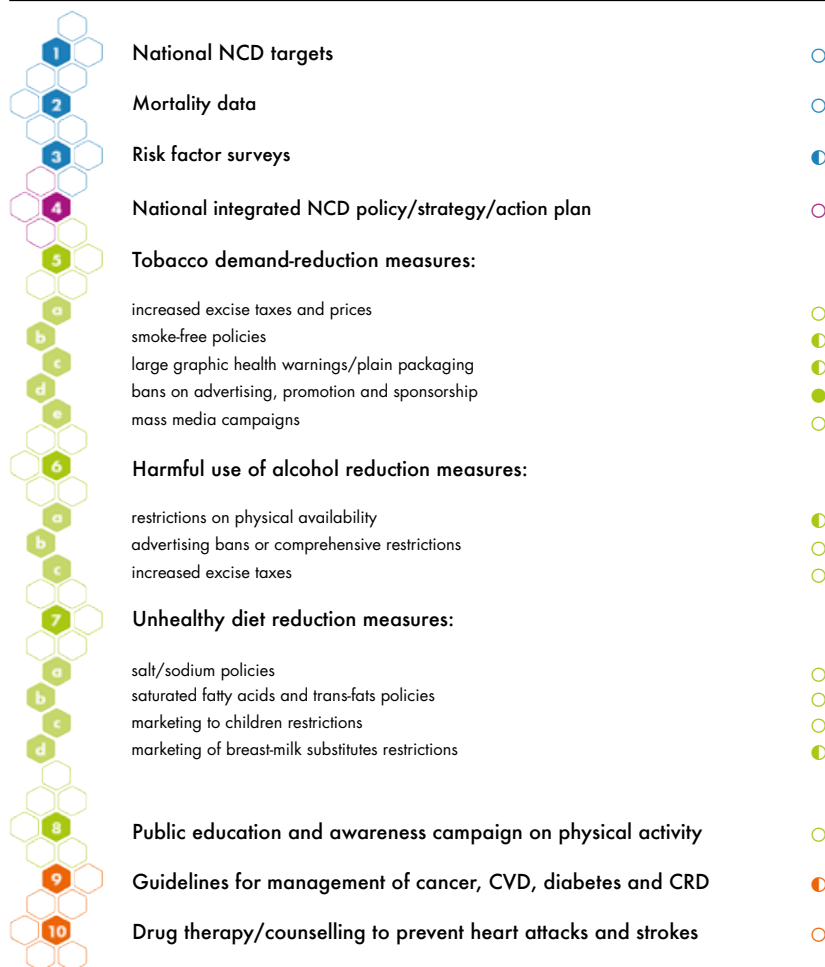 1 National NCD targets
2 Mortality data
3 Risk factor surveys
4 National integrated NCD policy/strategy/action plan
5 Tobacco demand-reduction measures:
a increased excise taxes and prices
b smoke-free policies
c large graphic health warnings/plain packaging
d bans on advertising, promotion and sponsorship
e mass media campaigns
6 Harmful use of alcohol reduction measures:
a restrictions on physical availability
b advertising bans or comprehensive restrictions
c increased excise taxes
7 Unhealthy diet reduction measures:
a salt/sodium policies
b saturated fatty acids and trans-fats policies
c marketing to children restrictions
d marketing of breast-milk substitutes restrictions
8 Public education and awareness campaign on physical activity
9 Guidelines for management of cancer, CVD, diabetes and CRD
10 Drug therapy/counselling to prevent heart attacks and strokes